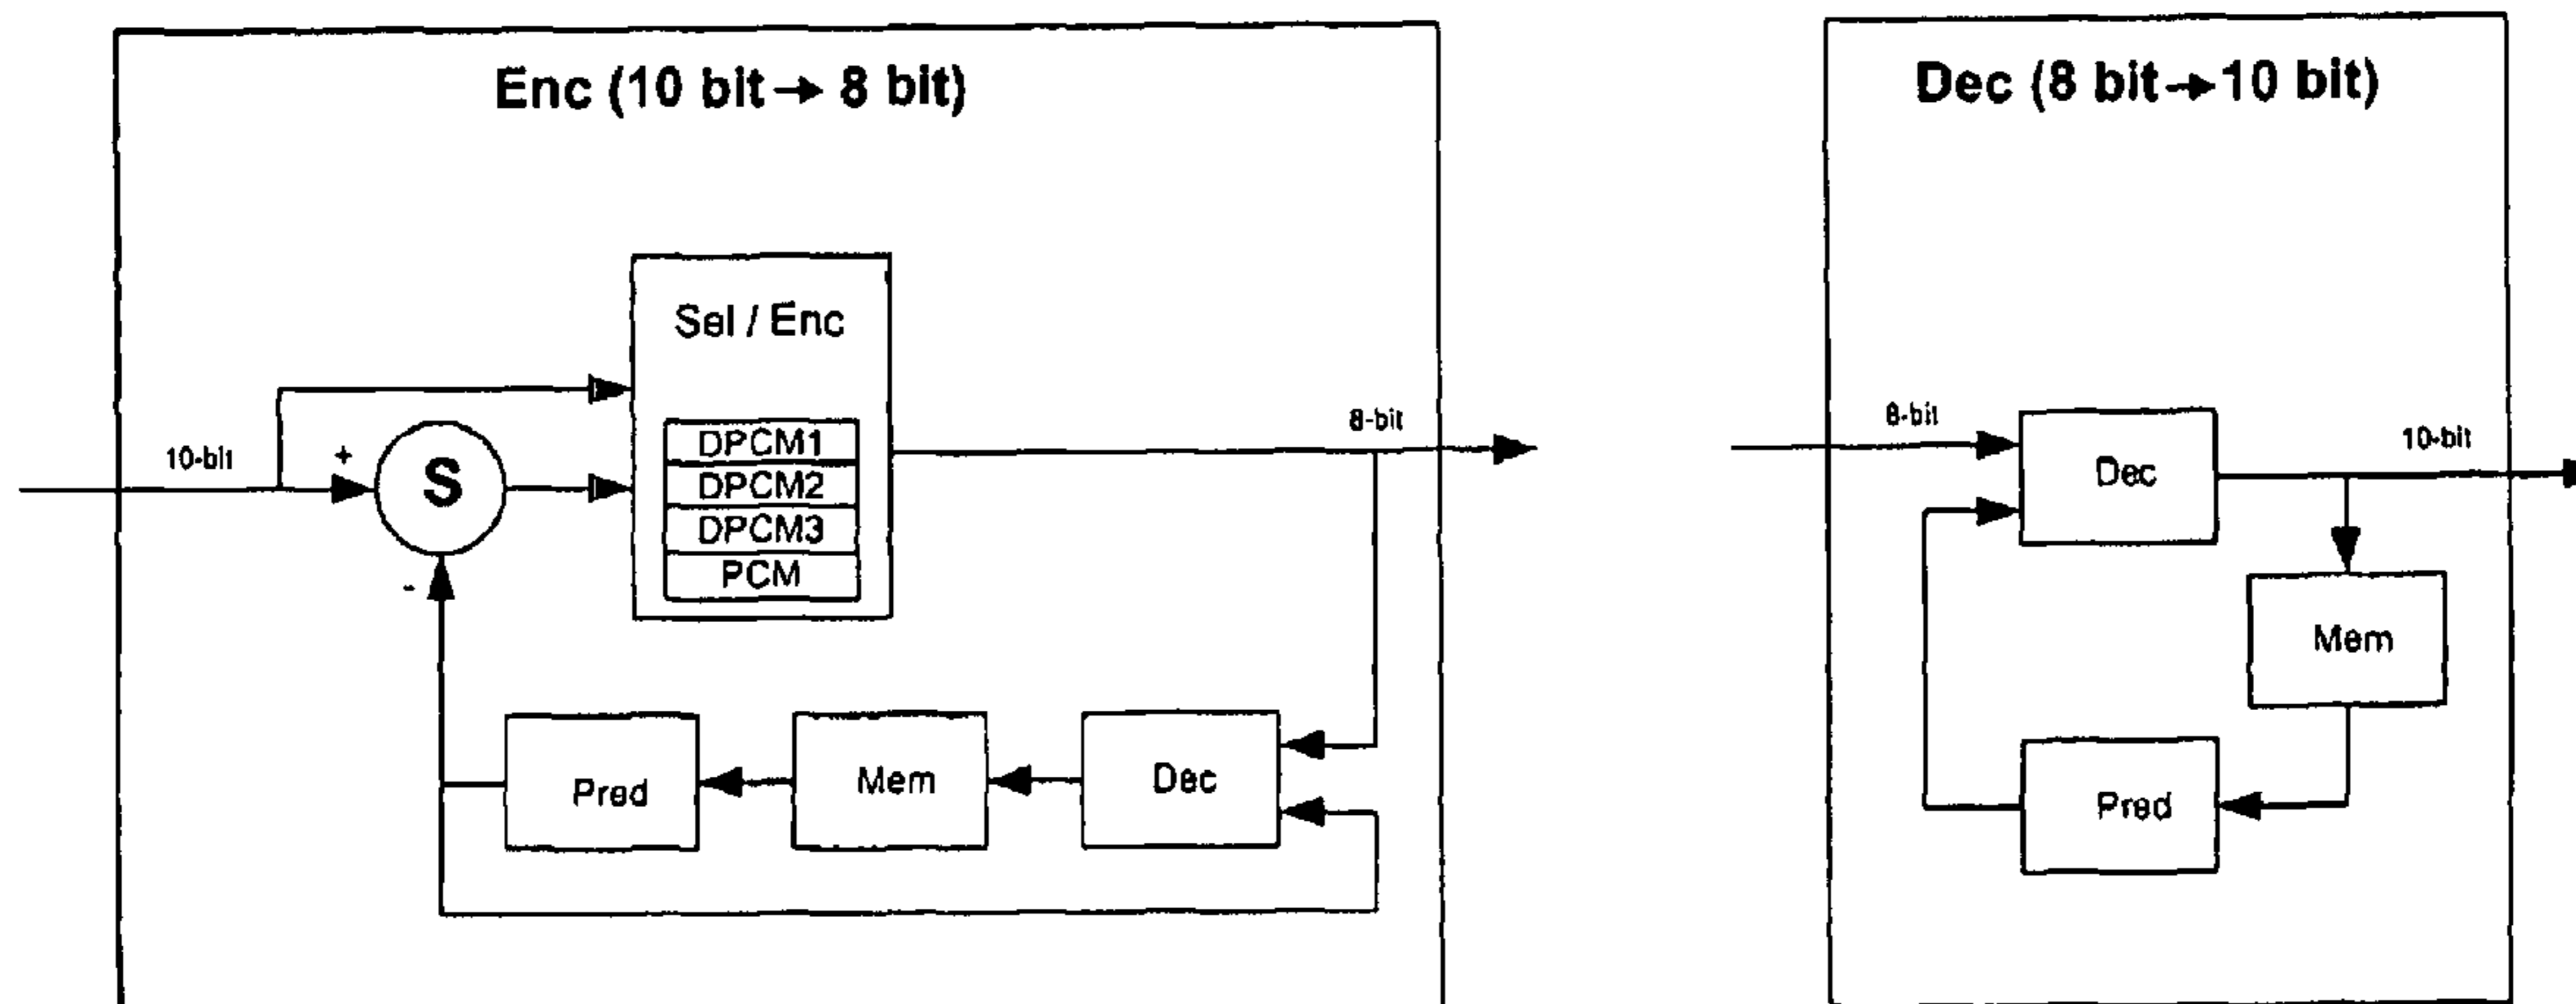 Enc (10 bit → 8 bit)
Sel / Enc
DPCM1
DPCM2
DPCM3
PCM
10-bit
+
S
-
8-bit
Pred
Mem
Dec
Dec (8 bit → 10 bit)
8-bit
Dec
10-bit
Mem
Pred